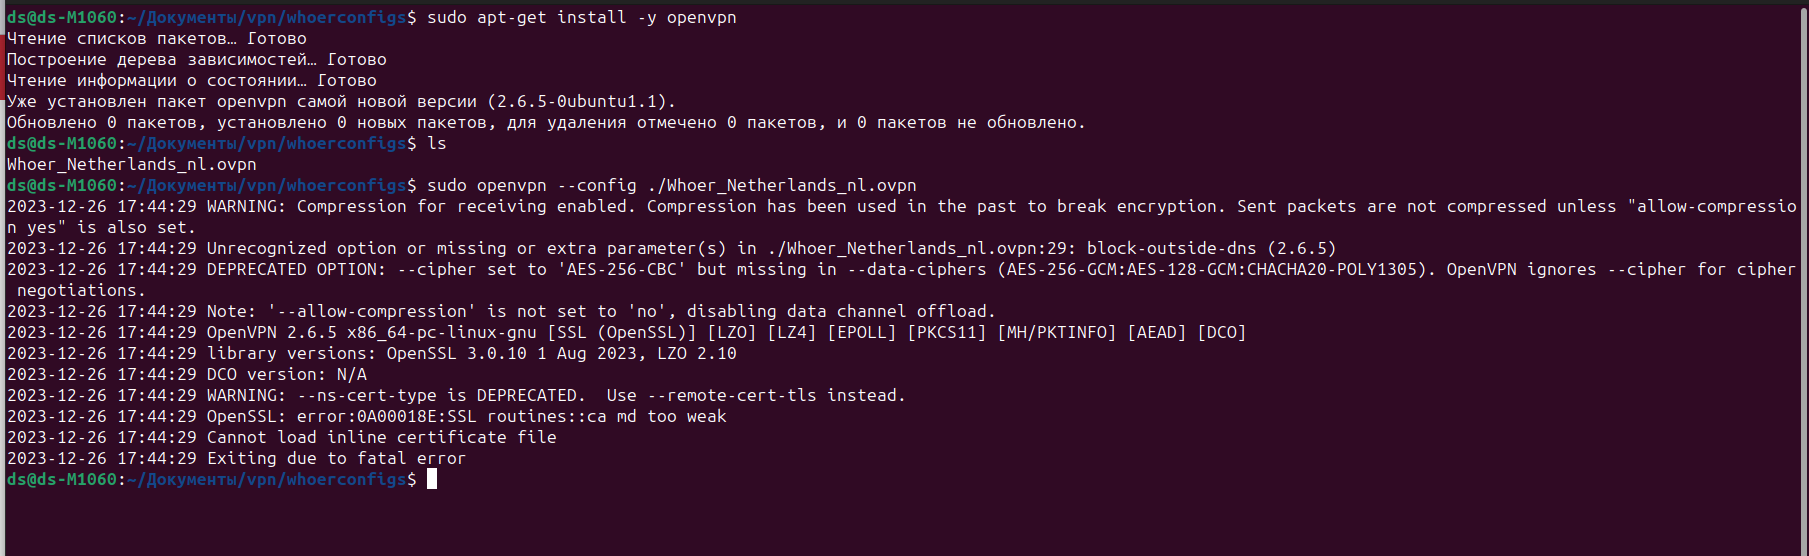 ds@ds-M1060:~/Документы/vpn/whoerconfigs$ sudo apt-get install -y openvpn
Чтение списков пакетов… Готово
Построение дерева зависимостей… Готово
Чтение информации о состоянии… Готово
Уже установлен пакет openvpn самой новой версии (2.6.5-0ubuntu1.1).
Обновлено 0 пакетов, установлено 0 новых пакетов, для удаления отмечено 0 пакетов, и 0 пакетов не обновлено.
ds@ds-M1060:~/Документы/vpn/whoerconfigs$ ls
Whoer_Netherlands_nl.ovpn
ds@ds-M1060:~/Документы/vpn/whoerconfigs$ sudo openvpn --config ./Whoer_Netherlands_nl.ovpn
2023-12-26 17:44:29 WARNING: Compression for receiving enabled. Compression has been used in the past to break encryption. Sent packets are not compressed unless "allow-compressio
n yes" is also set.
2023-12-26 17:44:29 Unrecognized option or missing or extra parameter(s) in ./Whoer_Netherlands_nl.ovpn:29: block-outside-dns (2.6.5)
2023-12-26 17:44:29 DEPRECATED OPTION: --cipher set to 'AES-256-CBC' but missing in --data-ciphers (AES-256-GCM:AES-128-GCM:CHACHA20-POLY1305). OpenVPN ignores --cipher for cipher
 negotiations.
2023-12-26 17:44:29 Note: '--allow-compression' is not set to 'no', disabling data channel offload.
2023-12-26 17:44:29 OpenVPN 2.6.5 x86_64-pc-linux-gnu [SSL (OpenSSL)] [LZO] [LZ4] [EPOLL] [PKCS11] [MH/PKTINFO] [AEAD] [DCO]
2023-12-26 17:44:29 library versions: OpenSSL 3.0.10 1 Aug 2023, LZO 2.10
2023-12-26 17:44:29 DCO version: N/A
2023-12-26 17:44:29 WARNING: --ns-cert-type is DEPRECATED.  Use --remote-cert-tls instead.
2023-12-26 17:44:29 OpenSSL: error:0A00018E:SSL routines::ca md too weak
2023-12-26 17:44:29 Cannot load inline certificate file
2023-12-26 17:44:29 Exiting due to fatal error
ds@ds-M1060:~/Документы/vpn/whoerconfigs$